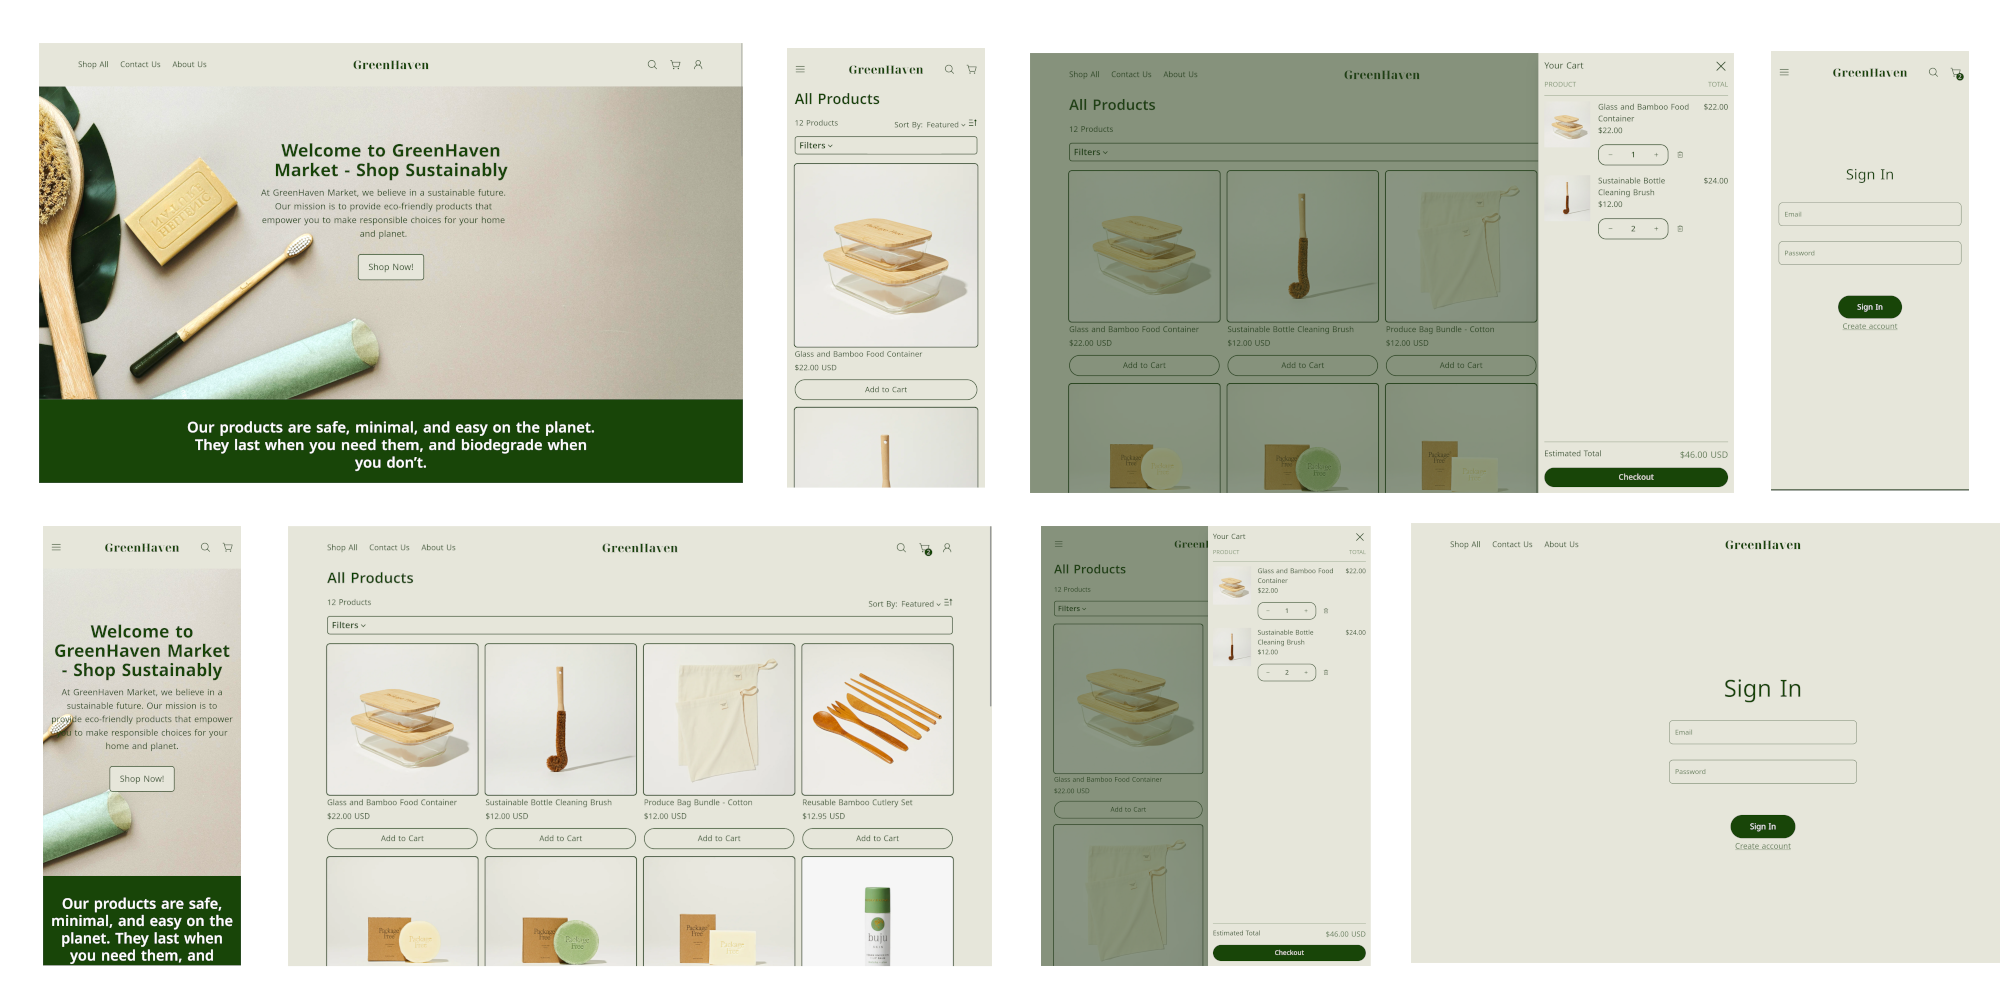 Shop All Contact Us About Us
GreenHaven
Welcome to GreenHaven
Market - Shop Sustainably
At GreenHaven Market, we believe in a sustainable future.
Our mission is to provide eco-friendly products that
empower you to make responsible choices for your home
and planet.
Shop Now!
Our products are safe, minimal, and easy on the planet.
They last when you need them, and biodegrade when
you don't.
GreenHaven
All Products
12 Products
Sort By: Featured
Filters
Glass and Bamboo Food Container
$22.00 USD
Add to Cart
Shop All Contact Us About Us
GreenHaven
All Products
12 Products
Filters
Glass and Bamboo Food Container
$22.00 USD
Add to Cart
Sustainable Bottle Cleaning Brush
$12.00 USD
Add to Cart
Produce Bag Bundle - Cotton
$12.00 USD
Add to Cart
Package
Free
Package
Free
Your Cart
PRODUCT TOTAL
Glass and Bamboo Food $22.00
Container
$22.00
- 1 +
Sustainable Bottle $24.00
Cleaning Brush
$12.00
- 2 +
Estimated Total $46.00 USD
Checkout
GreenHaven
2
Sign In
Email
Password
Sign In
Create account
GreenHaven
Welcome to
GreenHaven Market
- Shop Sustainably
At GreenHaven Market, we believe in a
sustainable future. Our mission is to
provide eco-friendly products that empower
you to make responsible choices for your
home and planet.
Shop Now!
Our products are safe,
minimal, and easy on the
planet. They last when
you need them, and
Shop All Contact Us About Us
GreenHaven
2
All Products
12 Products
Sort By: Featured
Filters
Glass and Bamboo Food Container
$22.00 USD
Add to Cart
Sustainable Bottle Cleaning Brush
$12.00 USD
Add to Cart
Produce Bag Bundle - Cotton
$12.00 USD
Add to Cart
Reusable Bamboo Cutlery Set
$12.95 USD
Add to Cart
Package
Free
Package
Free
Package
Free
Package
Free
buju
GreenH
All Products
12 Products
Filters
Glass and Bamboo Food Container
$22.00 USD
Add to Cart
Your Cart
PRODUCT TOTAL
Glass and Bamboo Food $22.00
Container
$22.00
- 1 +
Sustainable Bottle $24.00
Cleaning Brush
$12.00
- 2 +
Estimated Total $46.00 USD
Checkout
Shop All Contact Us About Us
GreenHaven
Sign In
Email
Password
Sign In
Create account